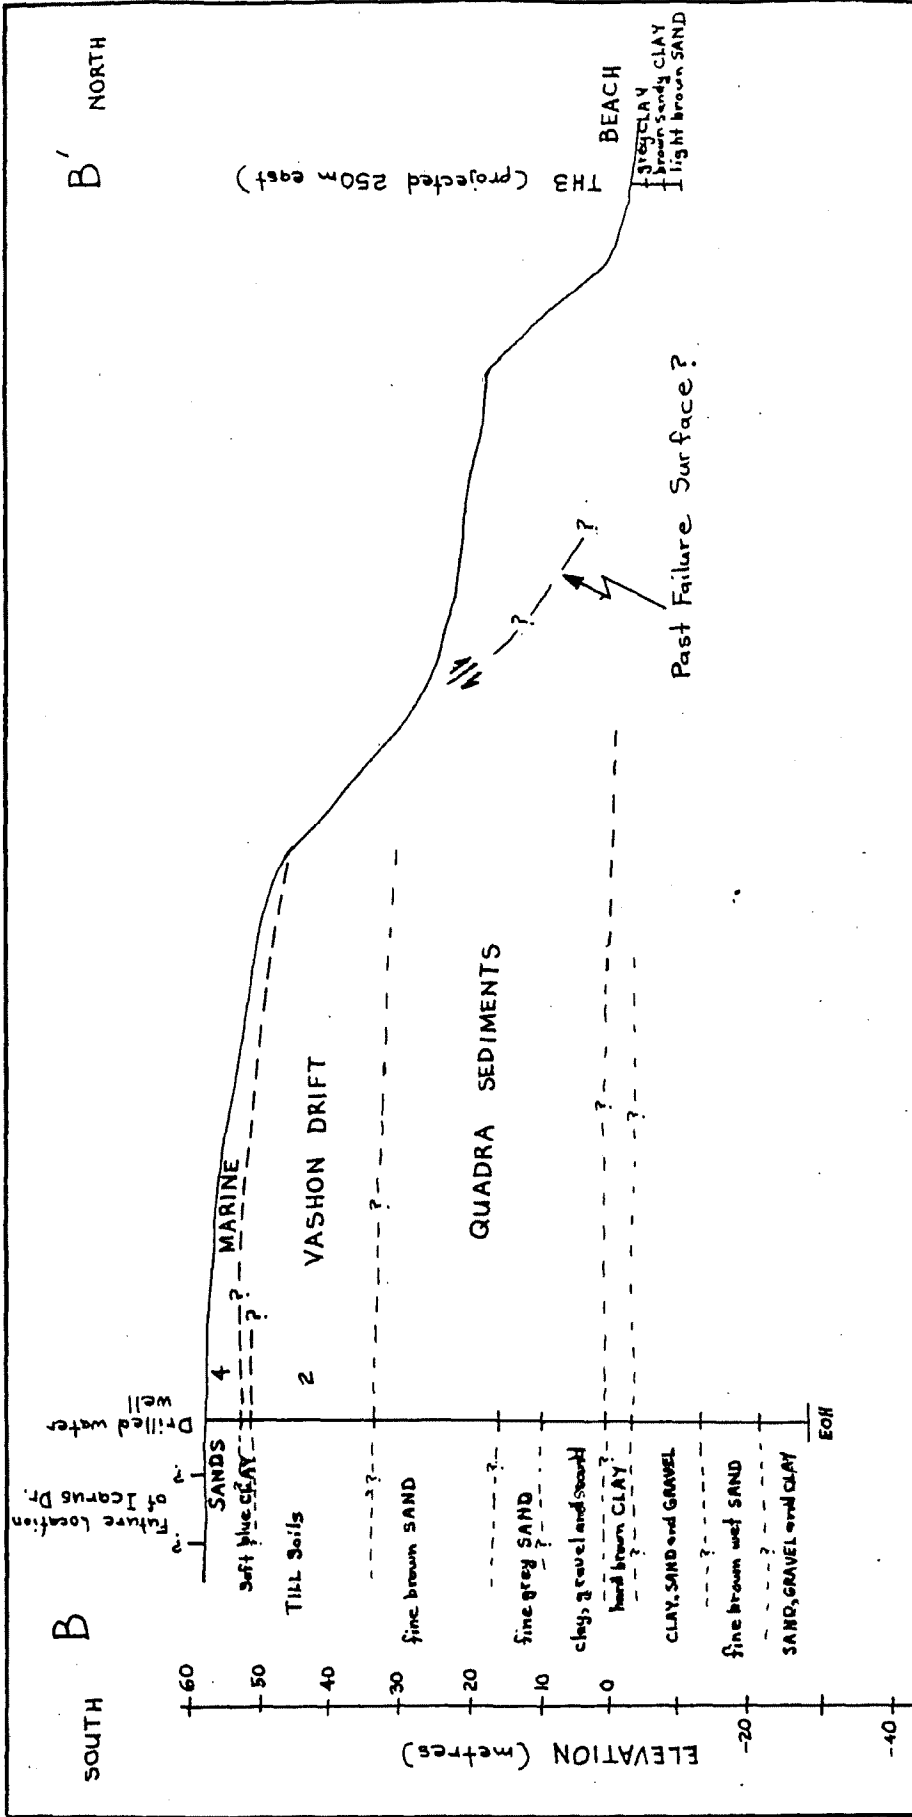 SOUTH
B
B' NORTH
Future Location
of Icarus Dr.
? ?
Drilled water
well
TH3 (projected 250m east)
BEACH
grey CLAY
brown sandy CLAY
light brown SAND
ELEVATION (metres)
60
50
40
30
20
10
0
-20
-40
SANDS
4 MARINE
soft blue CLAY
? ?
? ?
TILL Soils
2 VASHON DRIFT
? ?
fine brown SAND
QUADRA SEDIMENTS
?
fine grey SAND
?
clay, gravel and
? ?
hard brown CLAY
? ?
CLAY, SAND and GRAVEL
?
fine brown wet SAND
?
SAND, GRAVEL and CLAY
EOH
? ?
Past Failure Surface?